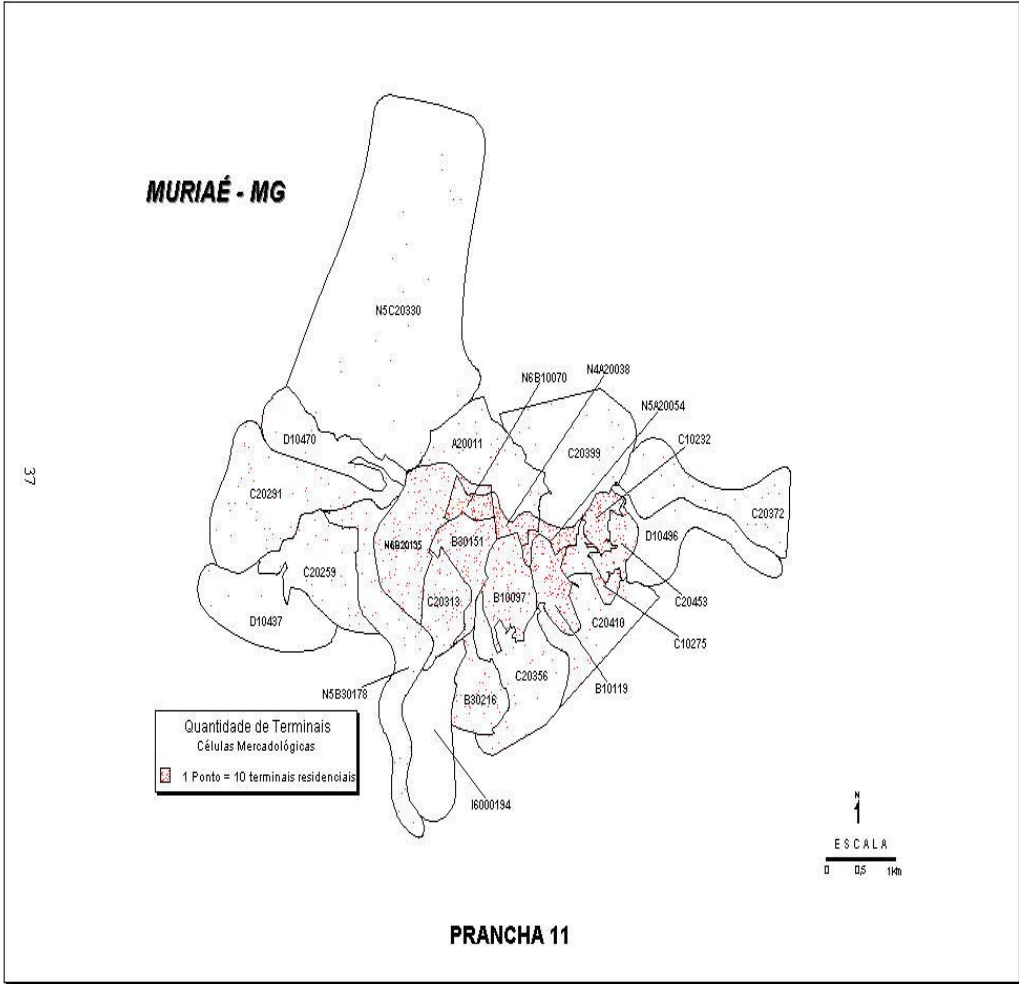 MURIAÉ - MG
N5C20330
N6B10070
N4A20038
N5A20054
C10232
A20011
C20399
D10470
C20291
C20372
D10496
N6B20135
B30151
C20259
C20313
B10097
C20453
D10437
C20410
C10275
C20356
B10119
N5B30178
B30216
I6000194
37
Quantidade de Terminais
Células Mercadológicas
1 Ponto = 10 terminais residenciais
N
ESCALA
0 0,5 1km
PRANCHA 11